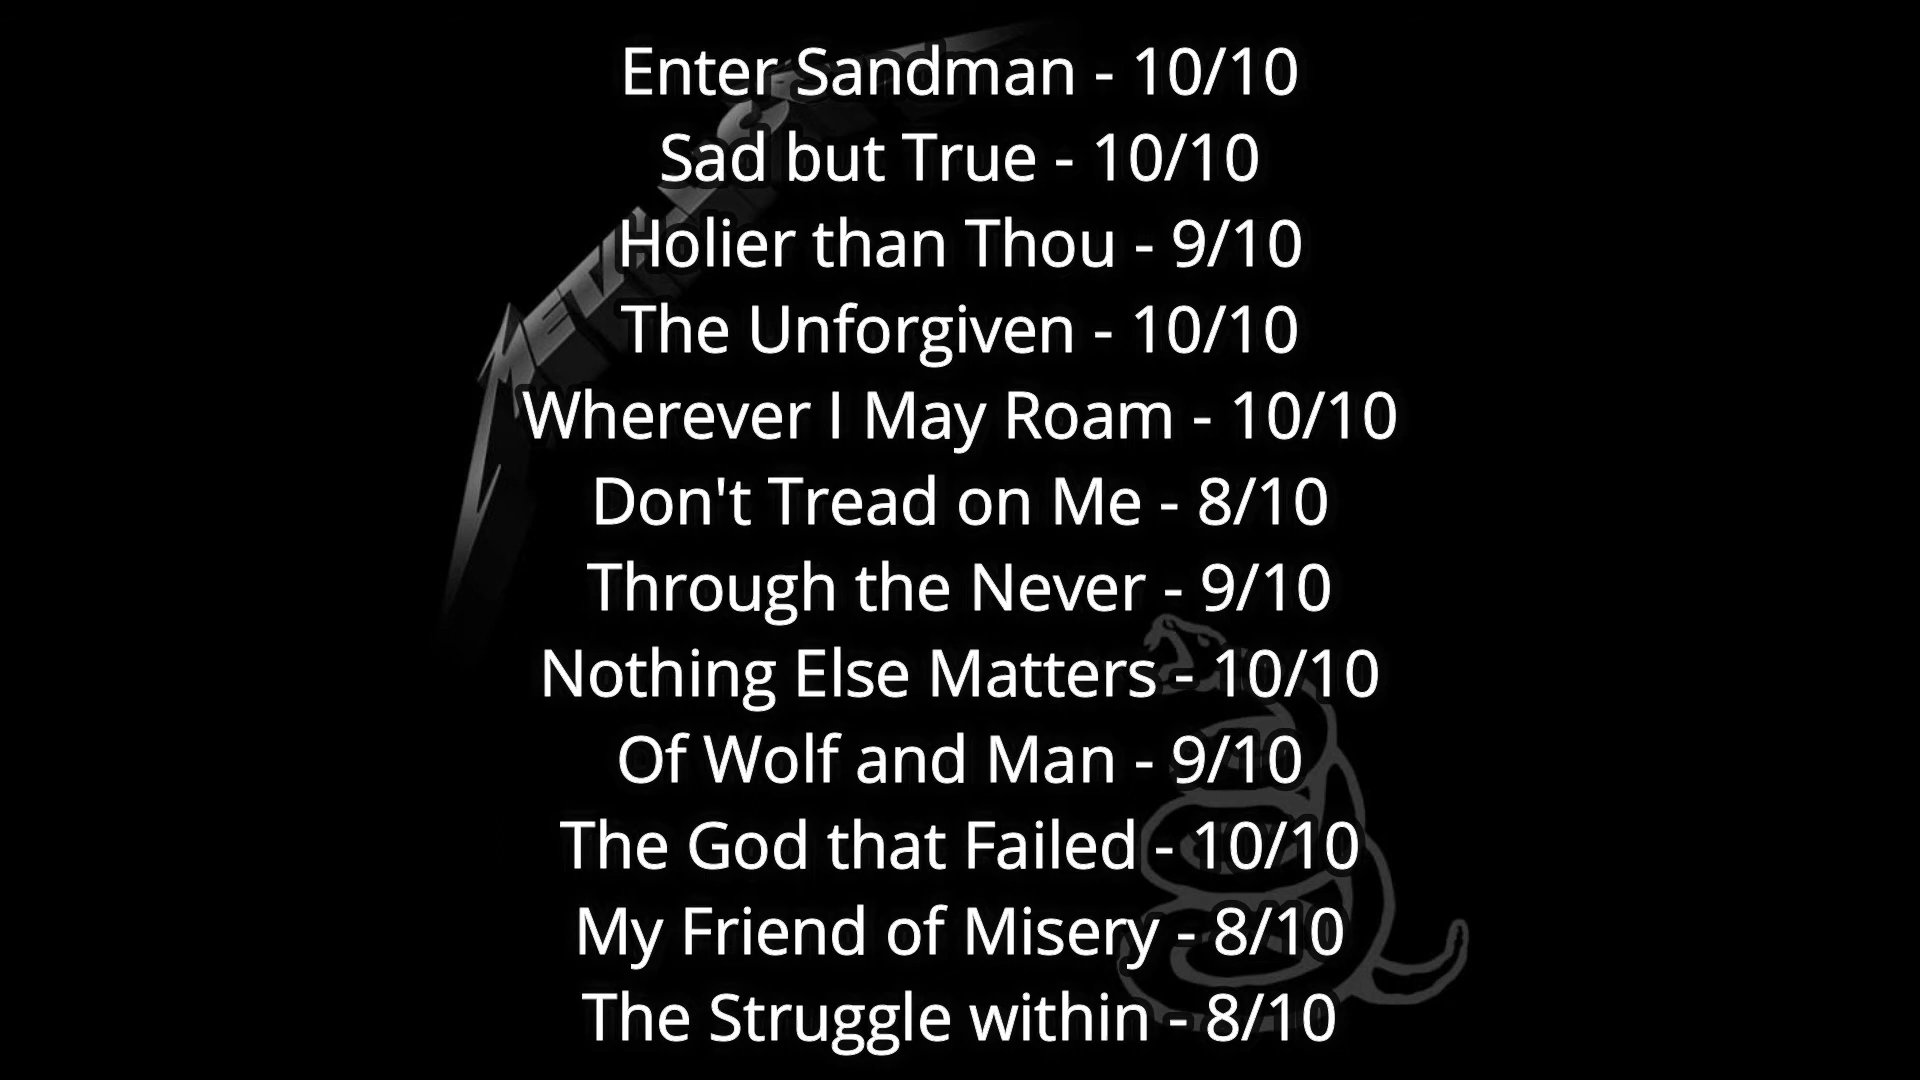 METALLICA
Enter Sandman - 10/10
Sad but True - 10/10
Holier than Thou - 9/10
The Unforgiven - 10/10
Wherever I May Roam - 10/10
Don't Tread on Me - 8/10
Through the Never - 9/10
Nothing Else Matters - 10/10
Of Wolf and Man - 9/10
The God that Failed - 10/10
My Friend of Misery - 8/10
The Struggle within - 8/10